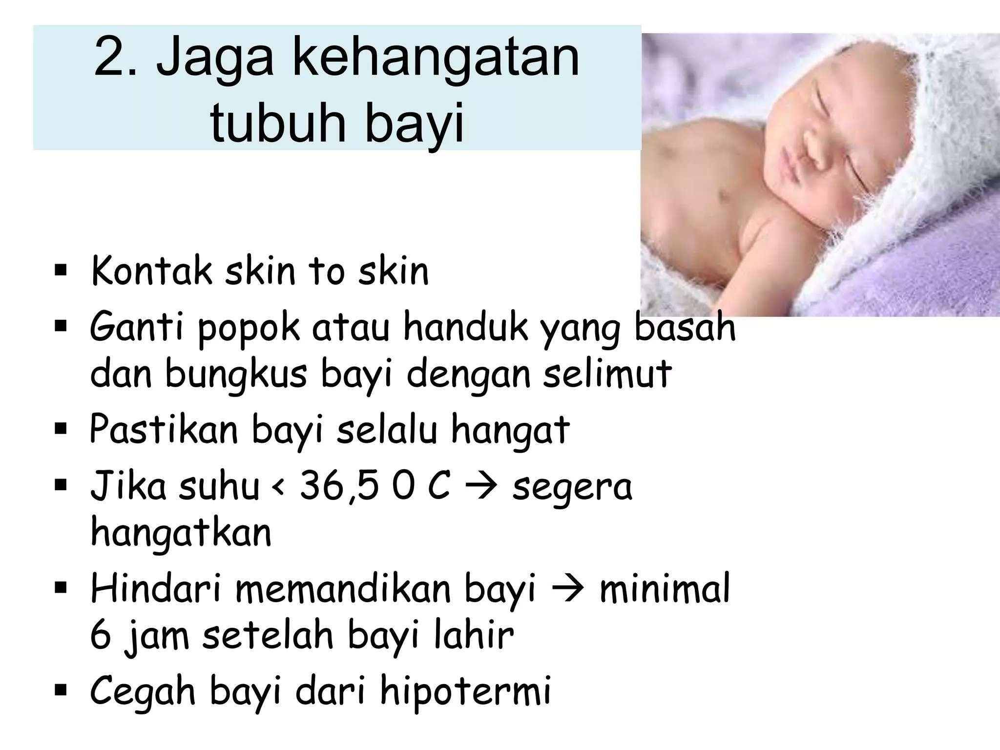 2. Jaga kehangatan
tubuh bayi
▪ Kontak skin to skin
▪ Ganti popok atau handuk yang basah
dan bungkus bayi dengan selimut
▪ Pastikan bayi selalu hangat
▪ Jika suhu < 36,5 0 C → segera
hangatkan
▪ Hindari memandikan bayi → minimal
6 jam setelah bayi lahir
▪ Cegah bayi dari hipotermi